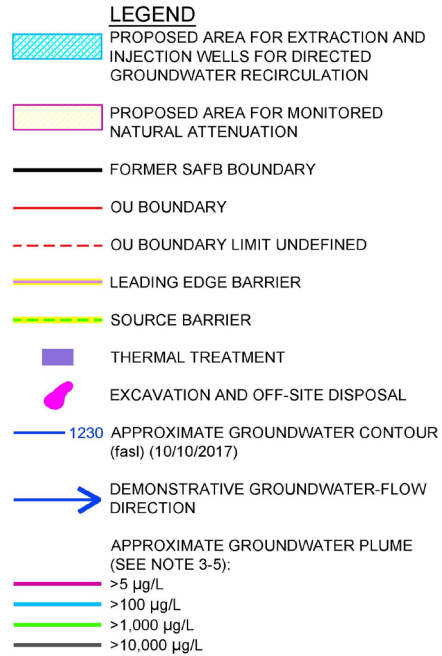 LEGEND
PROPOSED AREA FOR EXTRACTION AND
INJECTION WELLS FOR DIRECTED
GROUNDWATER RECIRCULATION
PROPOSED AREA FOR MONITORED
NATURAL ATTENUATION
FORMER SAFB BOUNDARY
OU BOUNDARY
OU BOUNDARY LIMIT UNDEFINED
LEADING EDGE BARRIER
SOURCE BARRIER
THERMAL TREATMENT
EXCAVATION AND OFF-SITE DISPOSAL
1230 APPROXIMATE GROUNDWATER CONTOUR
(fasl) (10/10/2017)
DEMONSTRATIVE GROUNDWATER-FLOW
DIRECTION
APPROXIMATE GROUNDWATER PLUME
(SEE NOTE 3-5):
>5 µg/L
>100 µg/L
>1,000 µg/L
>10,000 µg/L